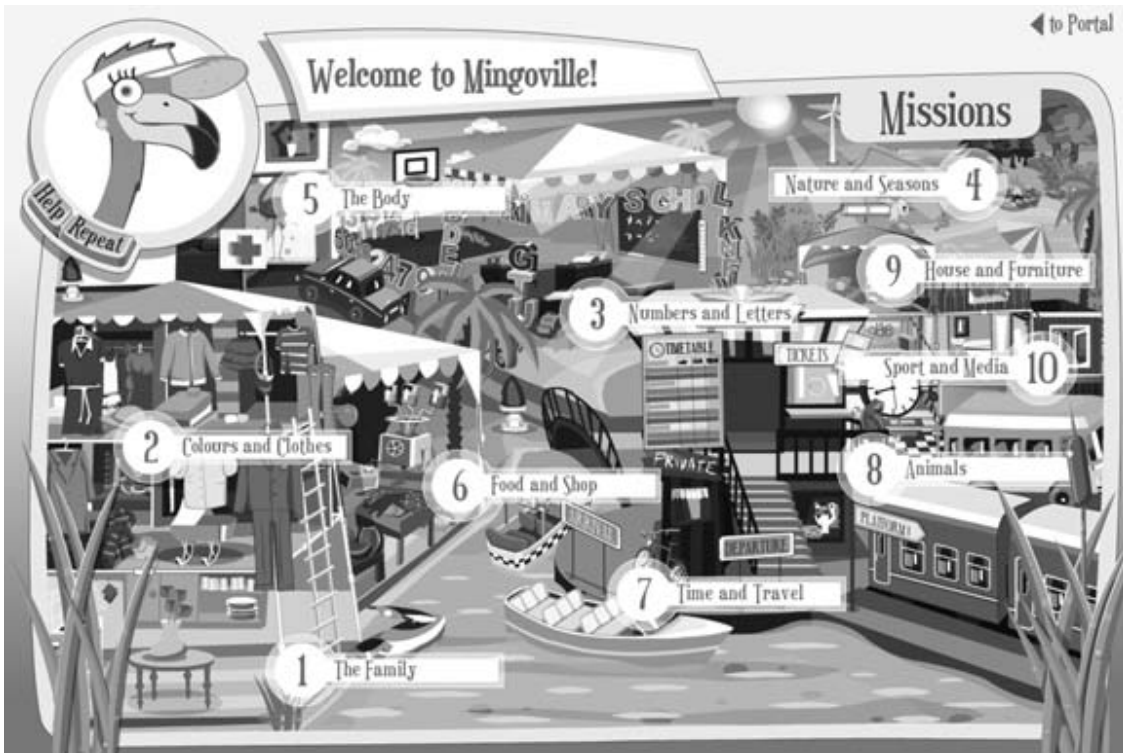 to Portal
Welcome to Mingoville!
Missions
Help Repeat
5 The Body
Nature and Seasons 4
9 House and Furniture
3 Numbers and Letters
TIMETABLE
TICKETS
Sport and Media 10
2 Colours and Clothes
8 Animals
PRIVATE
6 Food and Shop
PLATFORMS
DEPARTURE
7 Time and Travel
1 The Family